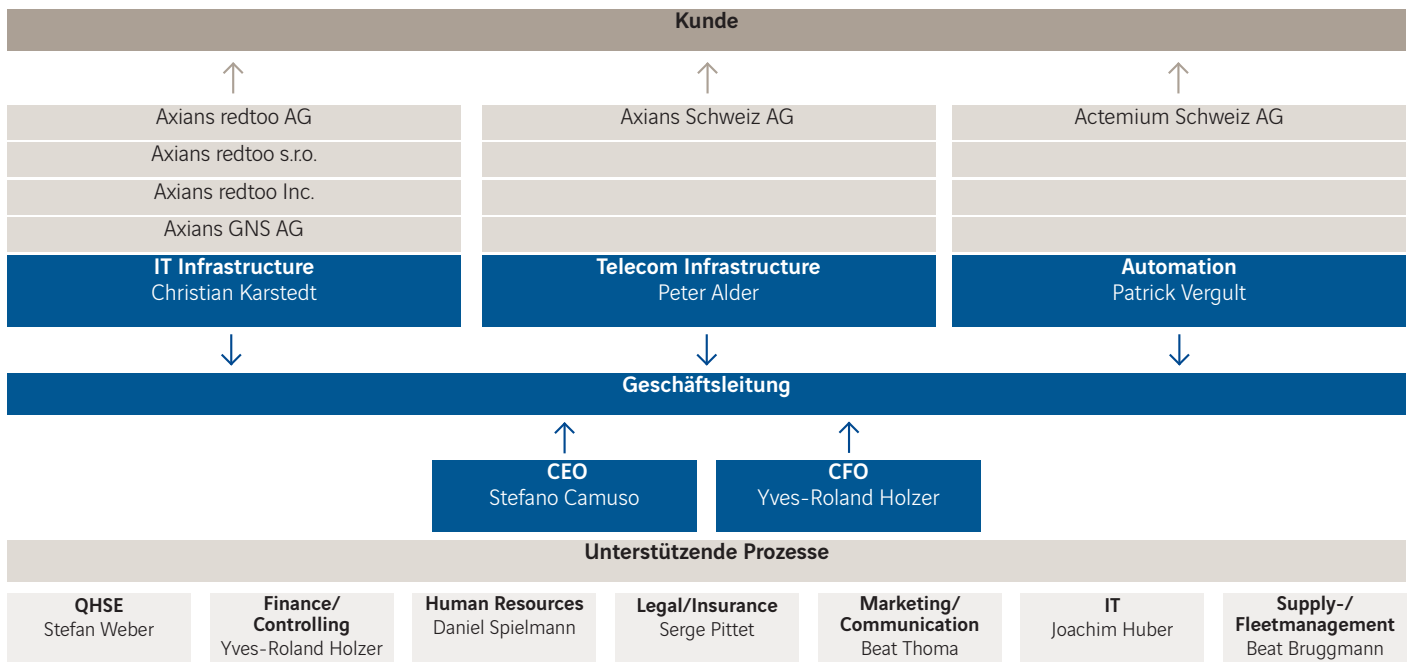 Kunde
Axians redtoo AG
Axians Schweiz AG
Actemium Schweiz AG
Axians redtoo s.r.o.
Axians redtoo Inc.
Axians GNS AG
IT Infrastructure
Christian Karstedt
Telecom Infrastructure
Peter Alder
Automation
Patrick Vergult
Geschäftsleitung
CEO
Stefano Camuso
CFO
Yves-Roland Holzer
Unterstützende Prozesse
QHSE
Stefan Weber
Finance/
Controlling
Yves-Roland Holzer
Human Resources
Daniel Spielmann
Legal/Insurance
Serge Pittet
Marketing/
Communication
Beat Thoma
IT
Joachim Huber
Supply-/
Fleetmanagement
Beat Bruggmann